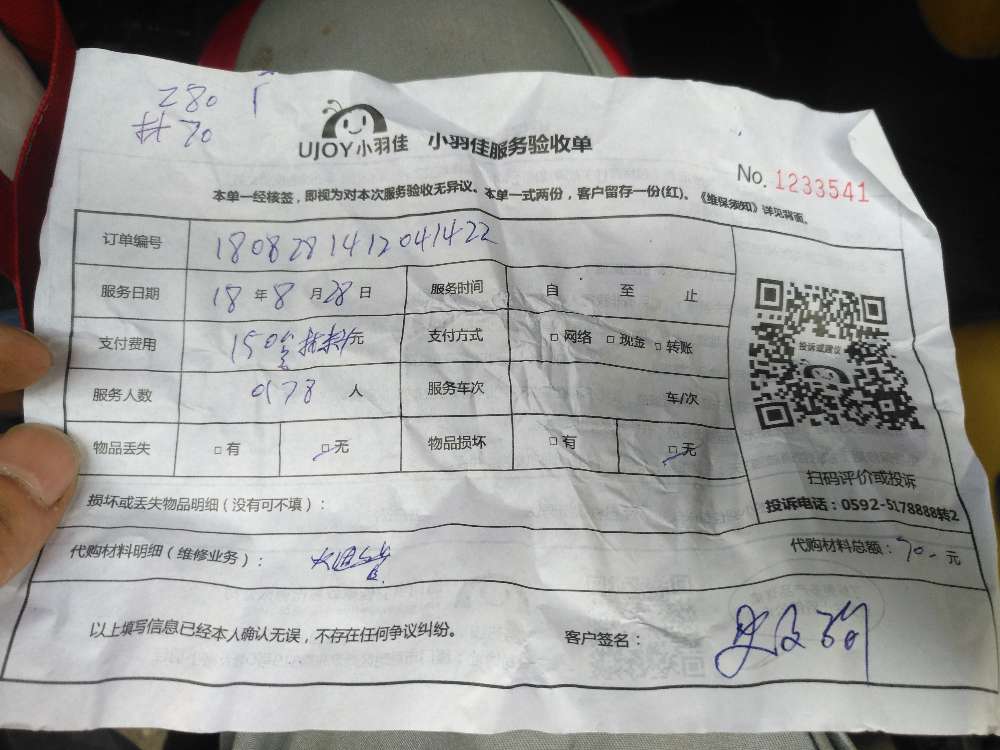 280
#70
UJOY小羽佳 小羽佳服务验收单
No. 1233541
本单一经核签，即视为对本次服务验收无异议。本单一式两份，客户留存一份(红)、《维保须知》详见背面。
订单编号 180828141204 1422
服务日期 18 年 8 月 28 日 服务时间 自 至 止
支付费用 150 元 支付方式 □ 网络 □ 现金 □ 转账
服务人数 人 服务车次 车/次
物品丢失 □ 有 □ 无 物品损坏 □ 有 □ 无
投诉或建议
扫码评价或投诉
投诉电话：0592-5178888转2
损坏或丢失物品明细（没有可不填）：
代购材料明细（维修业务）： 代购材料总额：70.- 元
以上填写信息已经本人确认无误，不存在任何争议纠纷。 客户签名：